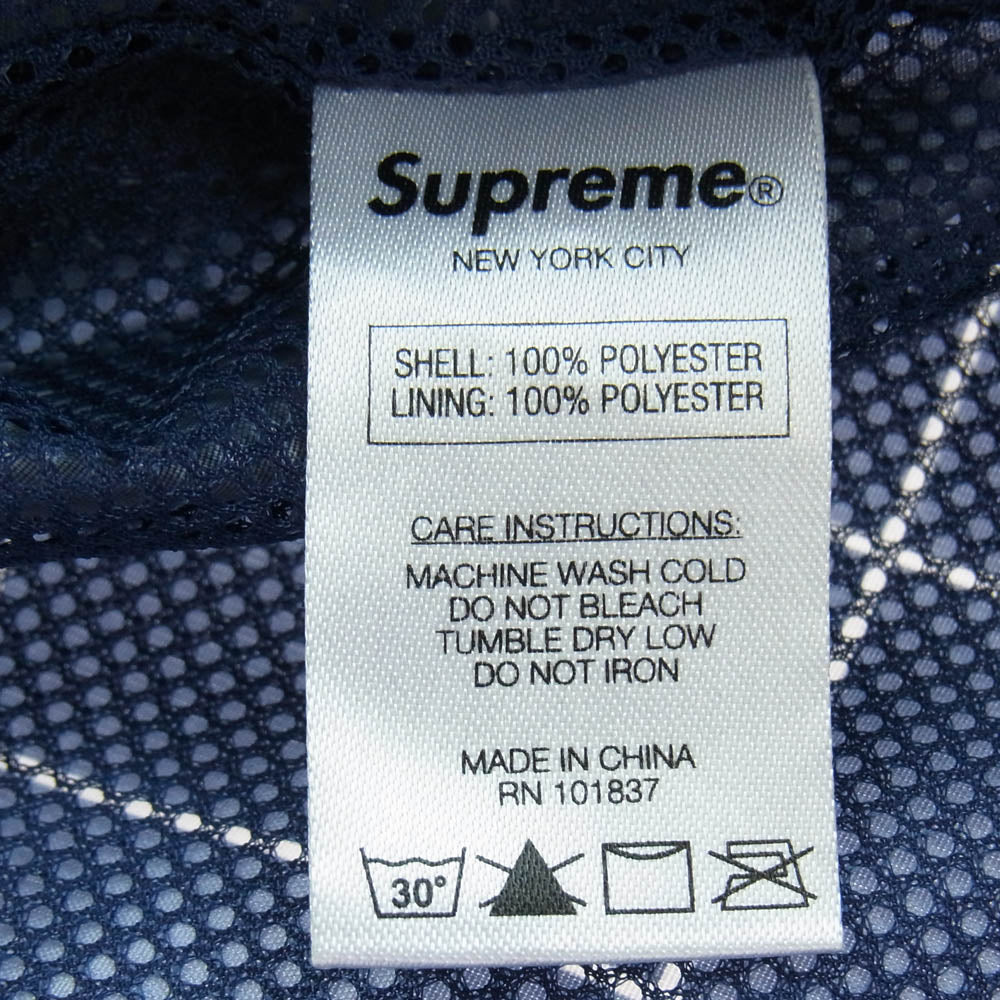 Supreme®
NEW YORK CITY
SHELL: 100% POLYESTER
LINING: 100% POLYESTER
CARE INSTRUCTIONS:
MACHINE WASH COLD
DO NOT BLEACH
TUMBLE DRY LOW
DO NOT IRON
MADE IN CHINA
RN 101837
30°